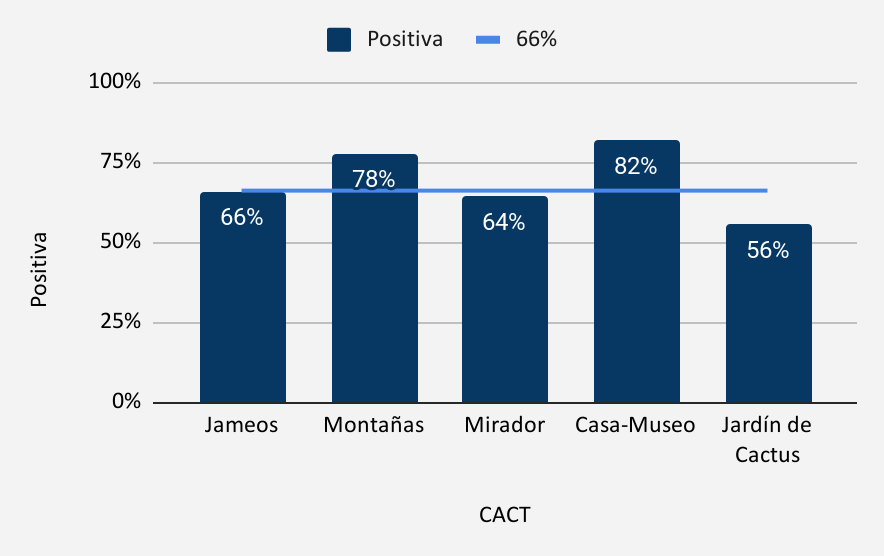 Positiva 66%
100%
75%
50%
25%
0%
Positiva
66%
78%
64%
82%
56%
Jameos
Montañas
Mirador
Casa-Museo
Jardín de
Cactus
CACT